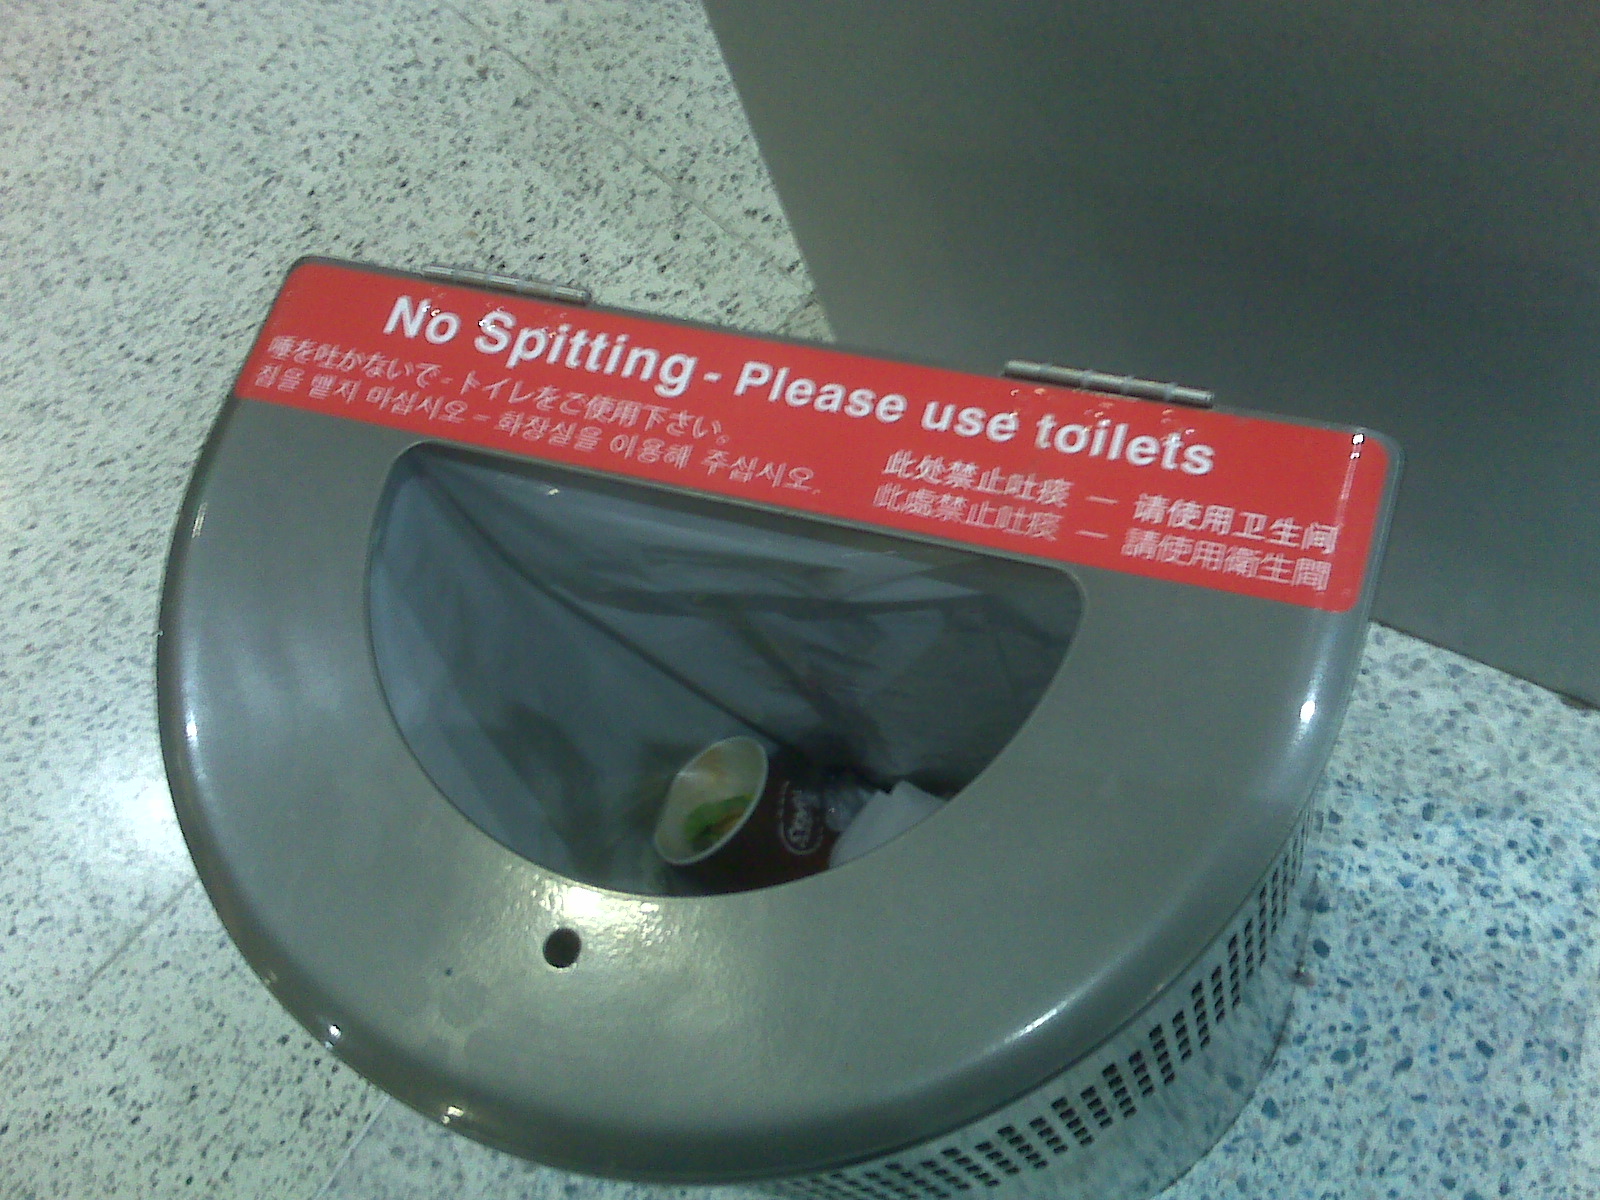 No Spitting - Please use toilets
唾を吐かないで - トイレをご使用下さい。
침을 뱉지 마십시오 - 화장실을 이용해 주십시오.
此处禁止吐痰 — 请使用卫生间
此處禁止吐痰 — 請使用衛生間